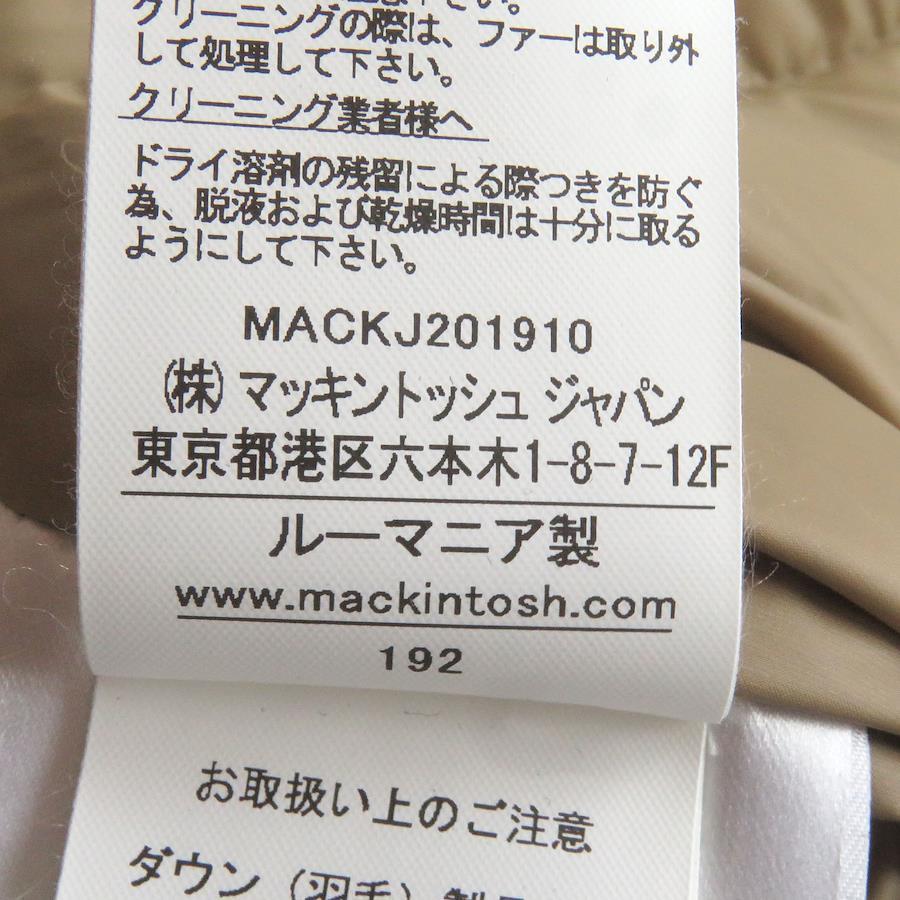 下さい。
クリーニングの際は、ファーは取り外
して処理して下さい。
クリーニング業者様へ
ドライ溶剤の残留による際つきを防ぐ
為、脱液および乾燥時間は十分に取る
ようにして下さい。
MACKJ201910
(株) マッキントッシュ ジャパン
東京都港区六本木1-8-7-12F
ルーマニア製
www.mackintosh.com
192
お取扱い上のご注意
ダウン (羽毛) 製